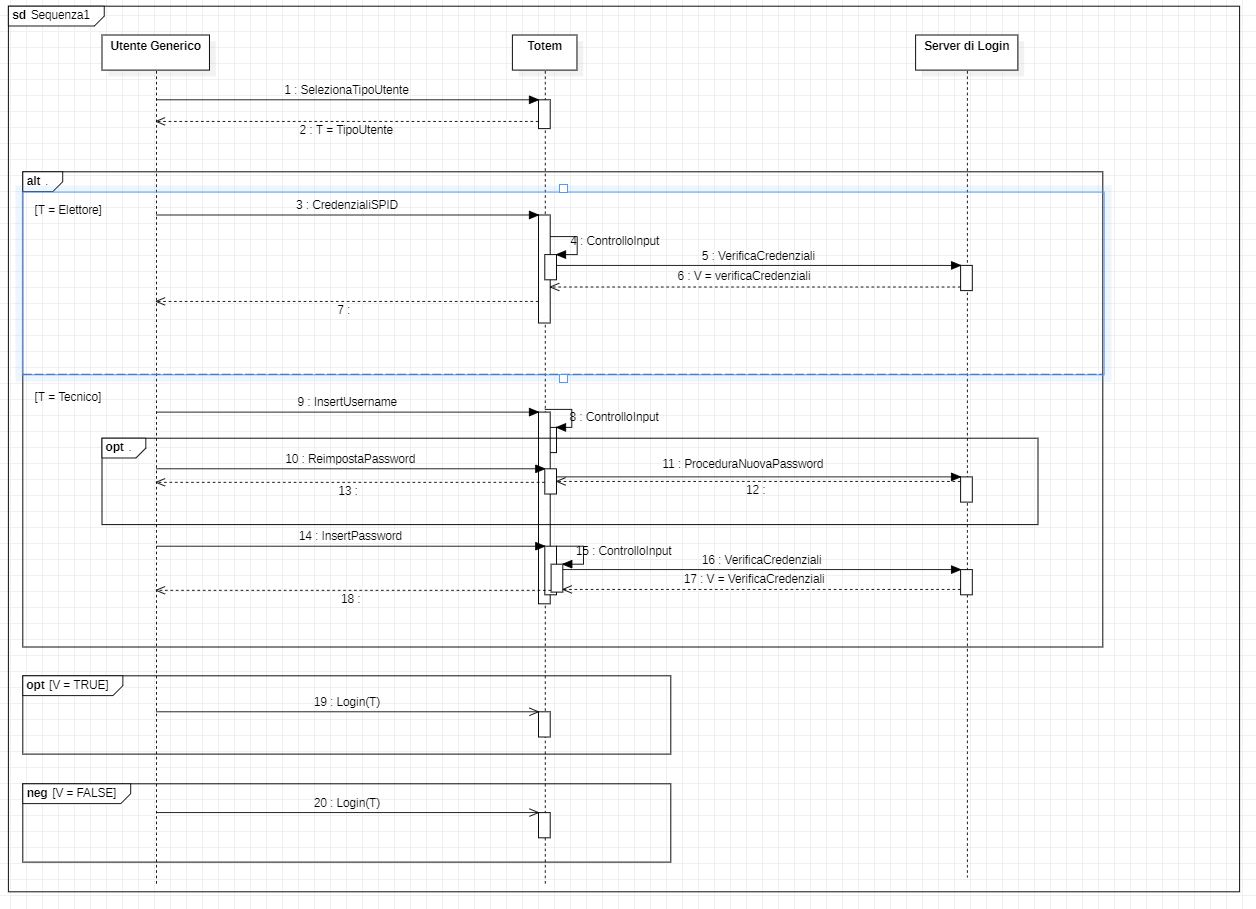 sd Sequenza1
Utente Generico
Totem
Server di Login
1 : SelezionaTipoUtente
2 : T = TipoUtente
alt .
[T = Elettore]
3 : CredenzialiSPID
4 : ControlloInput
5 : VerificaCredenziali
6 : V = verificaCredenziali
7 :
[T = Tecnico]
9 : InsertUsername
8 : ControlloInput
opt .
10 : ReimpostaPassword
11 : ProceduraNuovaPassword
13 :
12 :
14 : InsertPassword
15 : ControlloInput
16 : VerificaCredenziali
17 : V = VerificaCredenziali
18 :
opt [V = TRUE]
19 : Login(T)
neg [V = FALSE]
20 : Login(T)